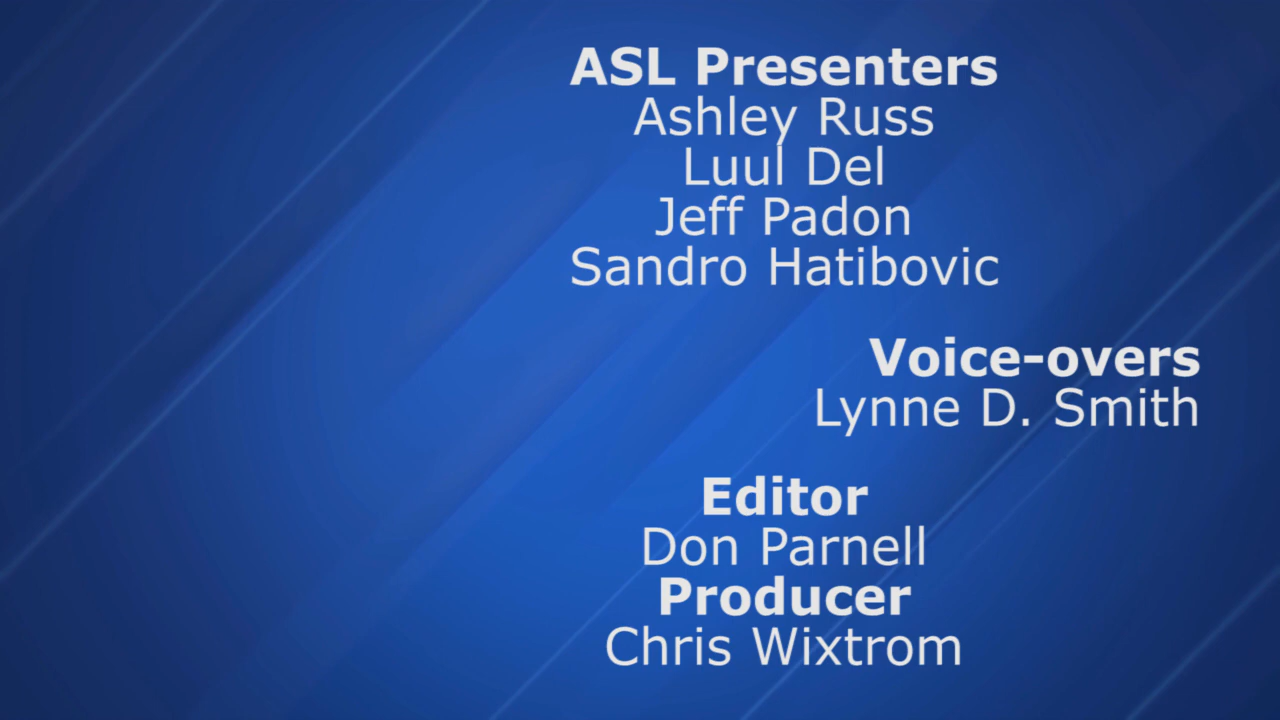 ASL Presenters
Ashley Russ
Luul Del
Jeff Padon
Sandro Hatibovic
Voice-overs
Lynne D. Smith
Editor
Don Parnell
Producer
Chris Wixtrom